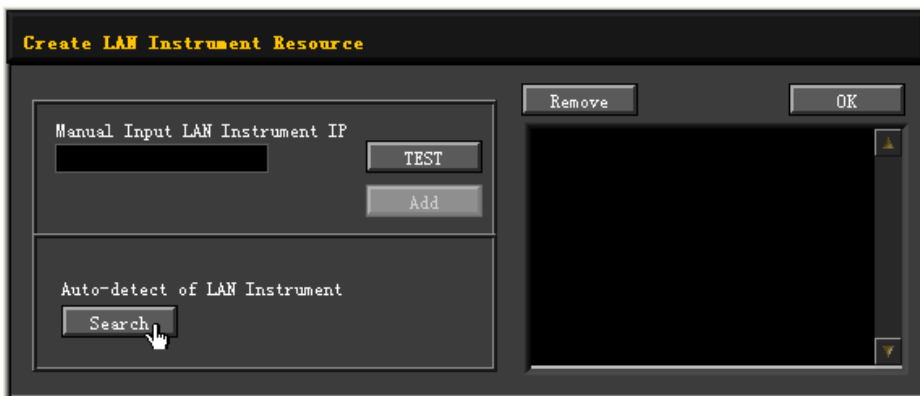 Create LAN Instrument Resource
Remove
OK
Manual Input LAN Instrument IP
TEST
Add
Auto-detect of LAN Instrument
Search